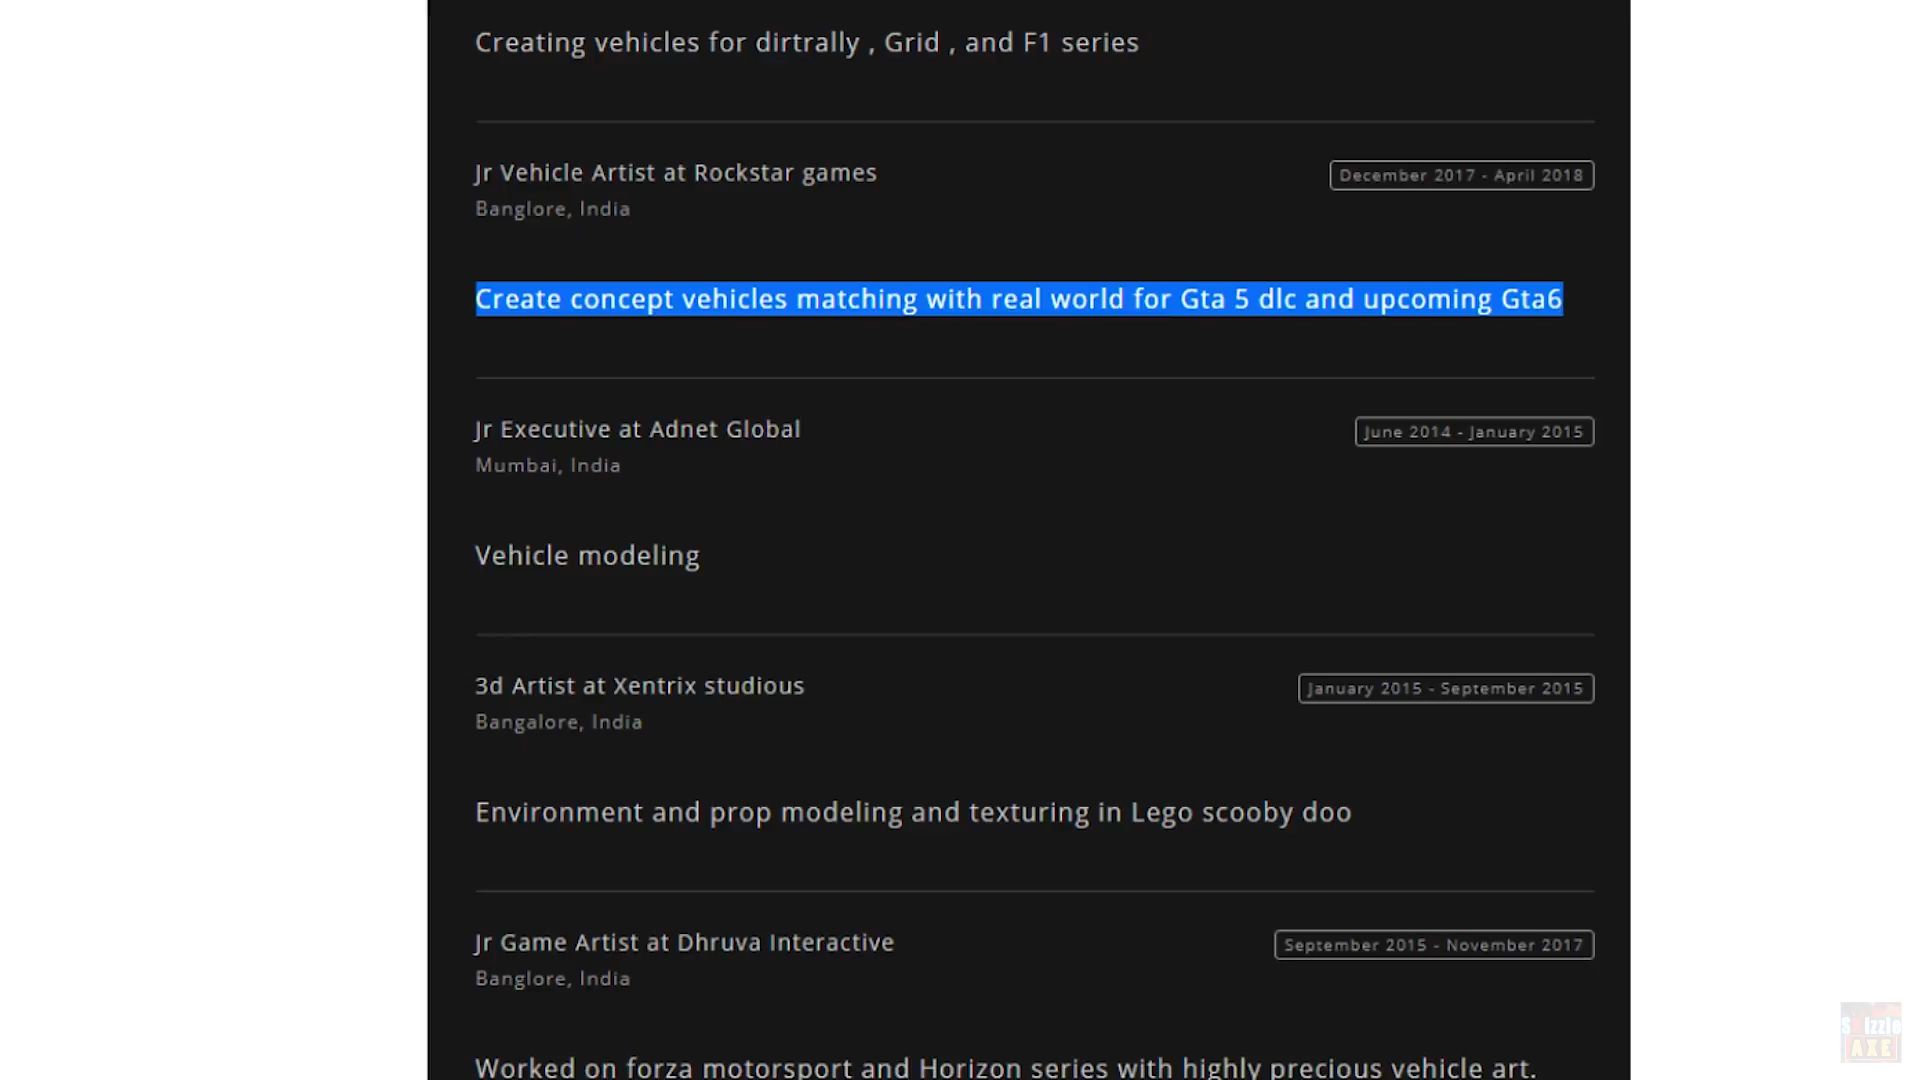 Creating vehicles for dirtrally , Grid , and F1 series
Jr Vehicle Artist at Rockstar games
December 2017 - April 2018
Banglore, India
Create concept vehicles matching with real world for Gta 5 dlc and upcoming Gta6
Jr Executive at Adnet Global
June 2014 - January 2015
Mumbai, India
Vehicle modeling
3d Artist at Xentrix studious
January 2015 - September 2015
Bangalore, India
Environment and prop modeling and texturing in Lego scooby doo
Jr Game Artist at Dhruva Interactive
September 2015 - November 2017
Banglore, India
Worked on forza motorsport and Horizon series with highly precious vehicle art.
AXE